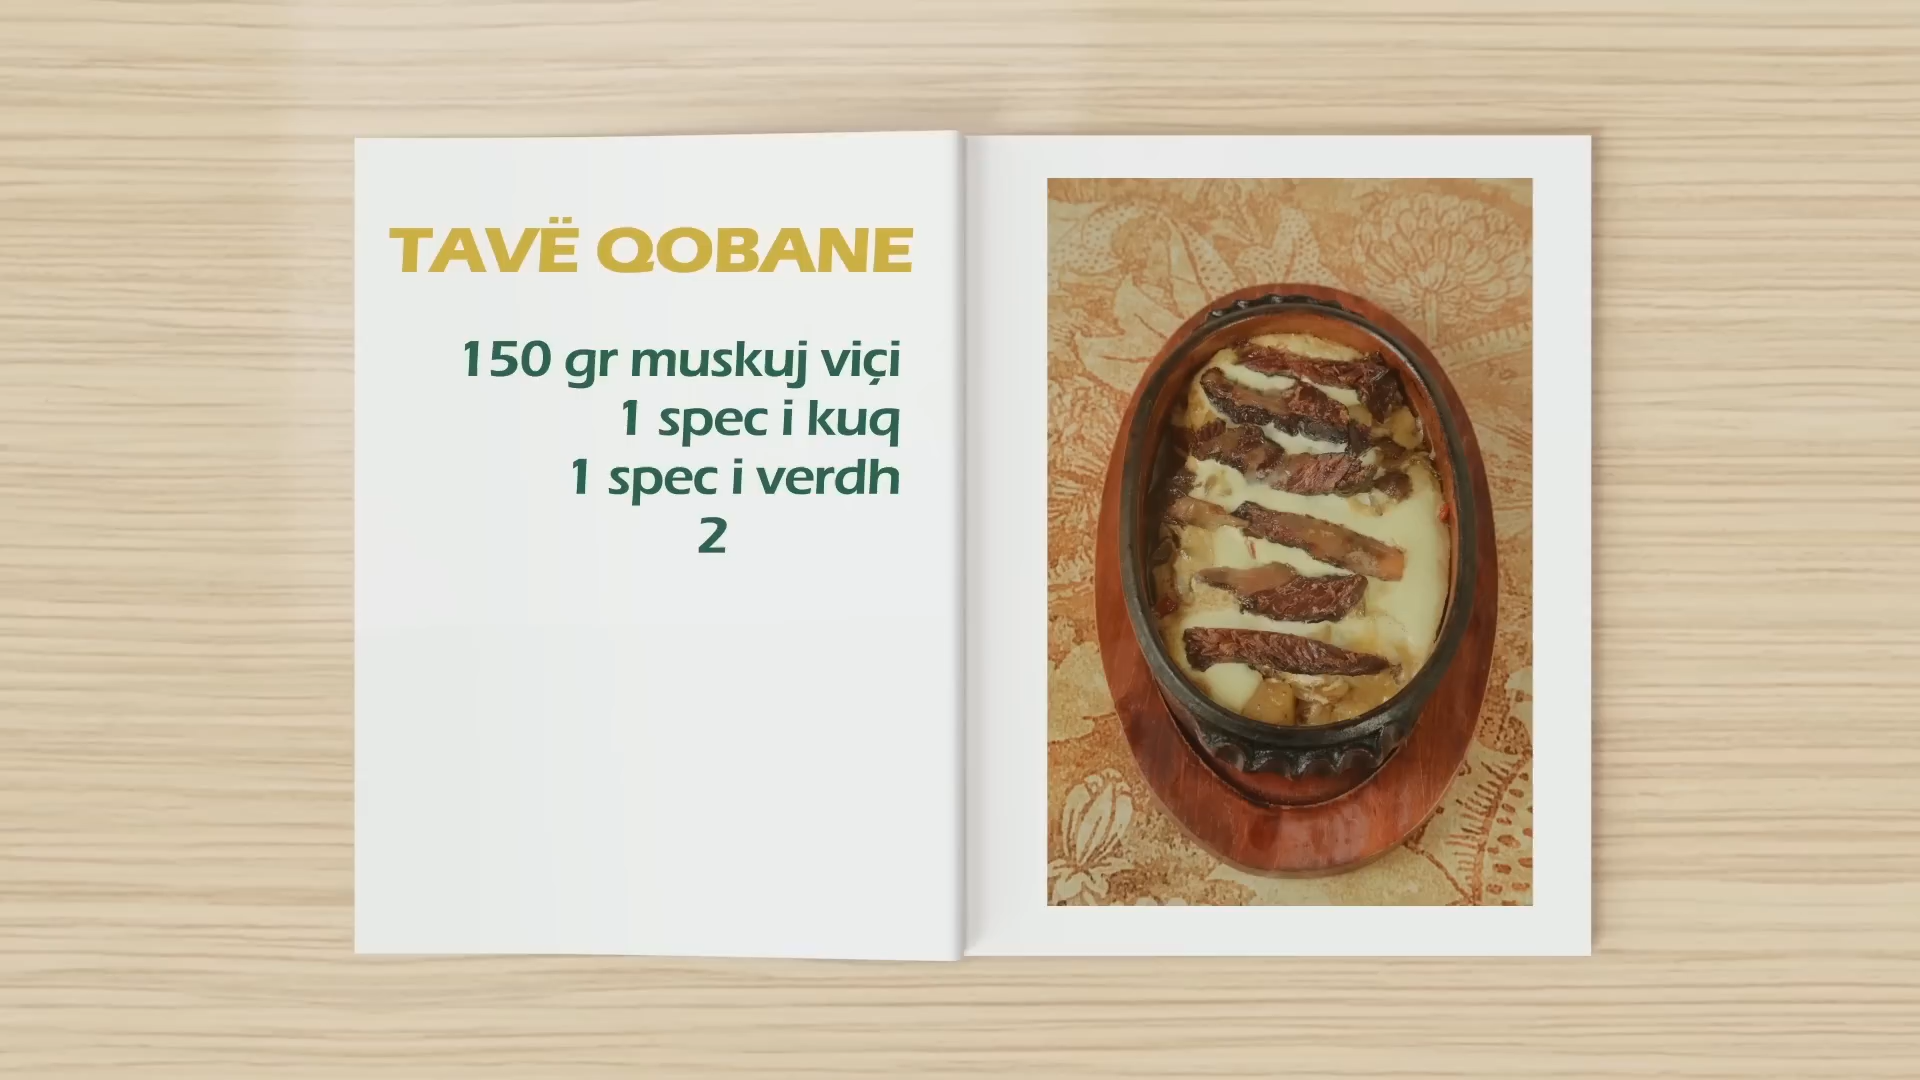 TAVË QOBANE
150 gr muskuj viçi
1 spec i kuq
1 spec i verdh
2